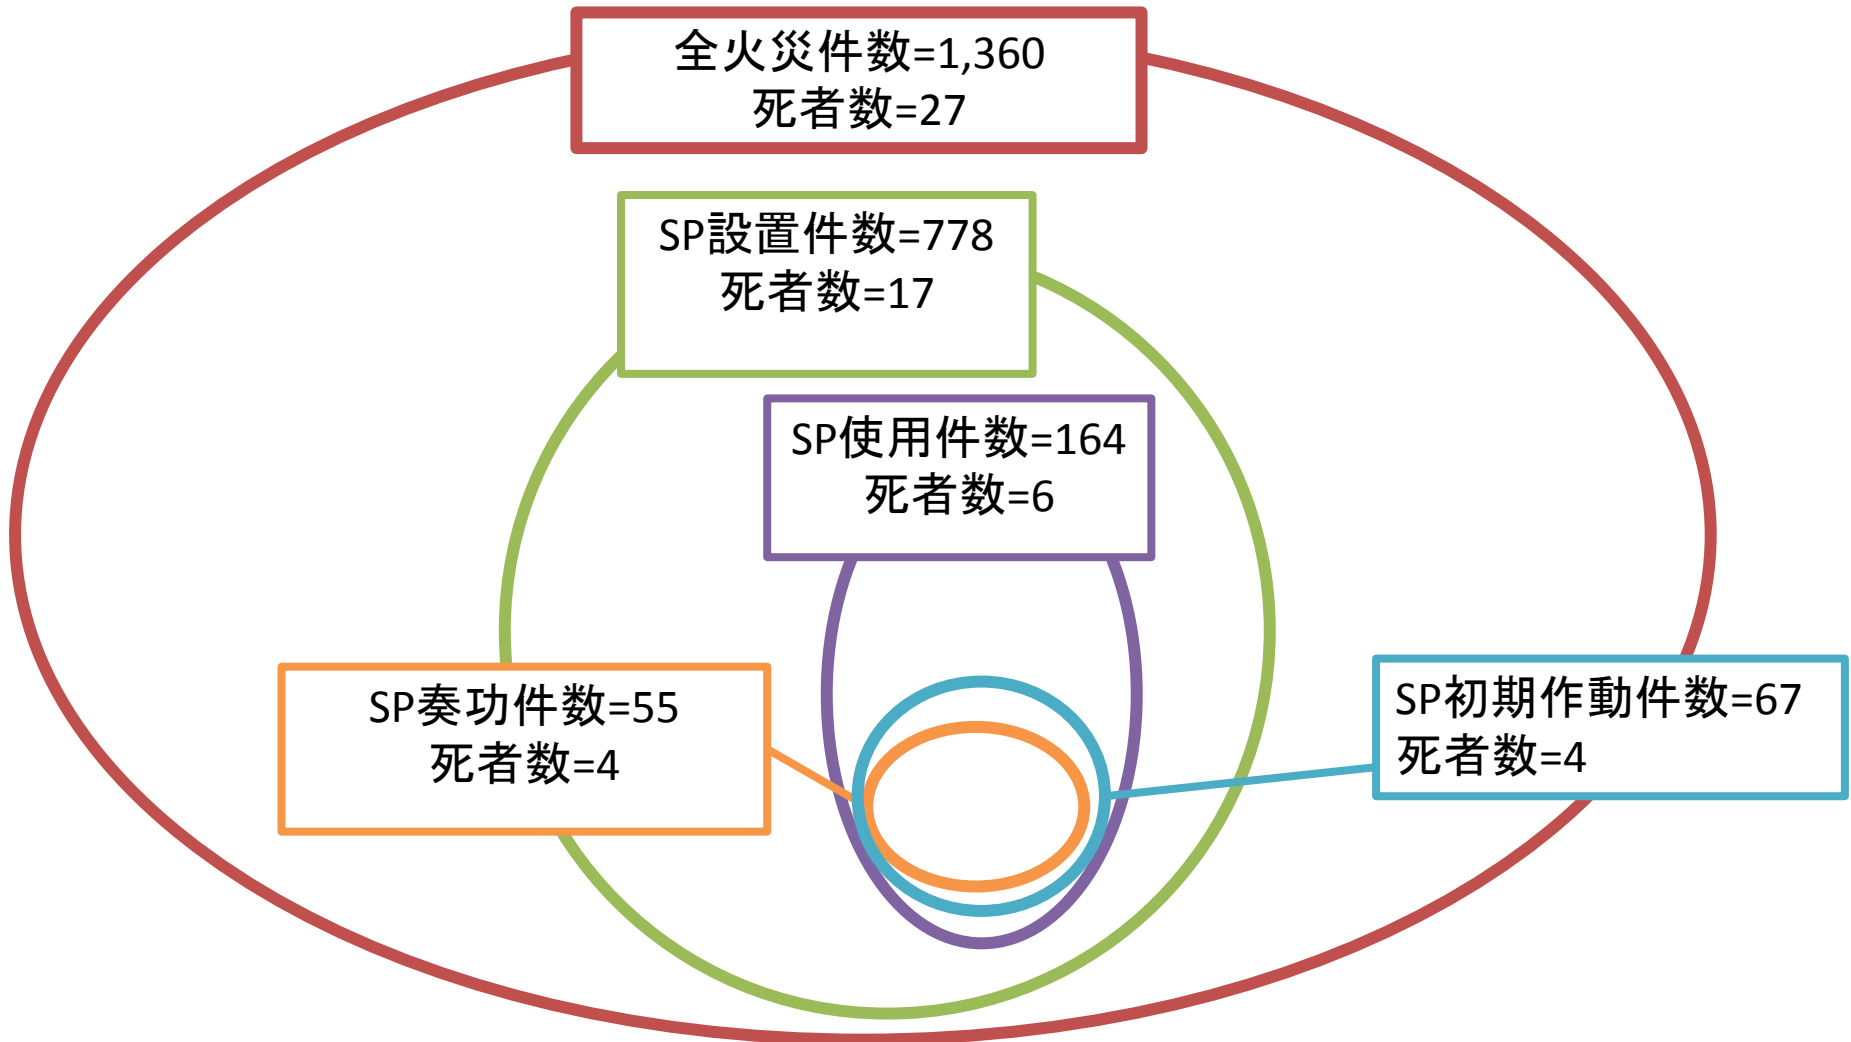 全火災件数=1,360
死者数=27
SP設置件数=778
死者数=17
SP使用件数=164
死者数=6
SP奏功件数=55
死者数=4
SP初期作動件数=67
死者数=4